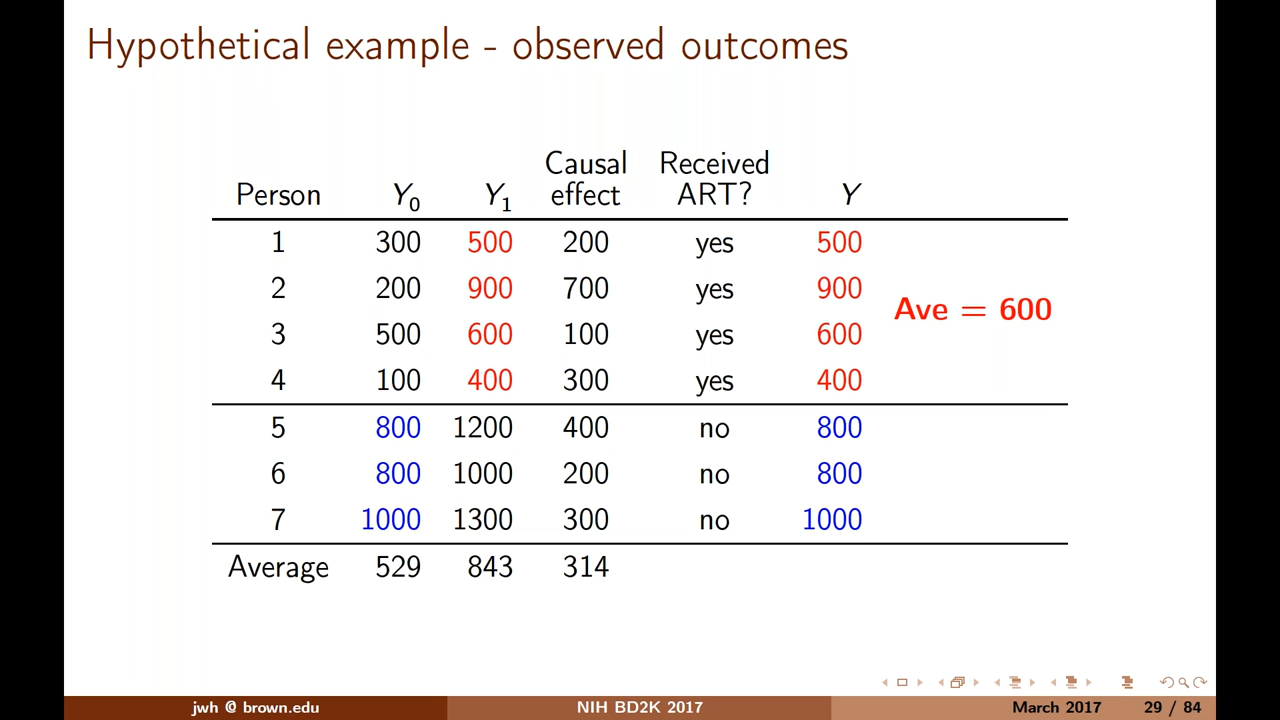 Hypothetical example - observed outcomes
Causal Received
Person Y0 Y1 effect ART? Y
1 300 500 200 yes 500
2 200 900 700 yes 900
Ave = 600
3 500 600 100 yes 600
4 100 400 300 yes 400
5 800 1200 400 no 800
6 800 1000 200 no 800
7 1000 1300 300 no 1000
Average 529 843 314
jwh @ brown.edu NIH BD2K 2017 March 2017 29 / 84